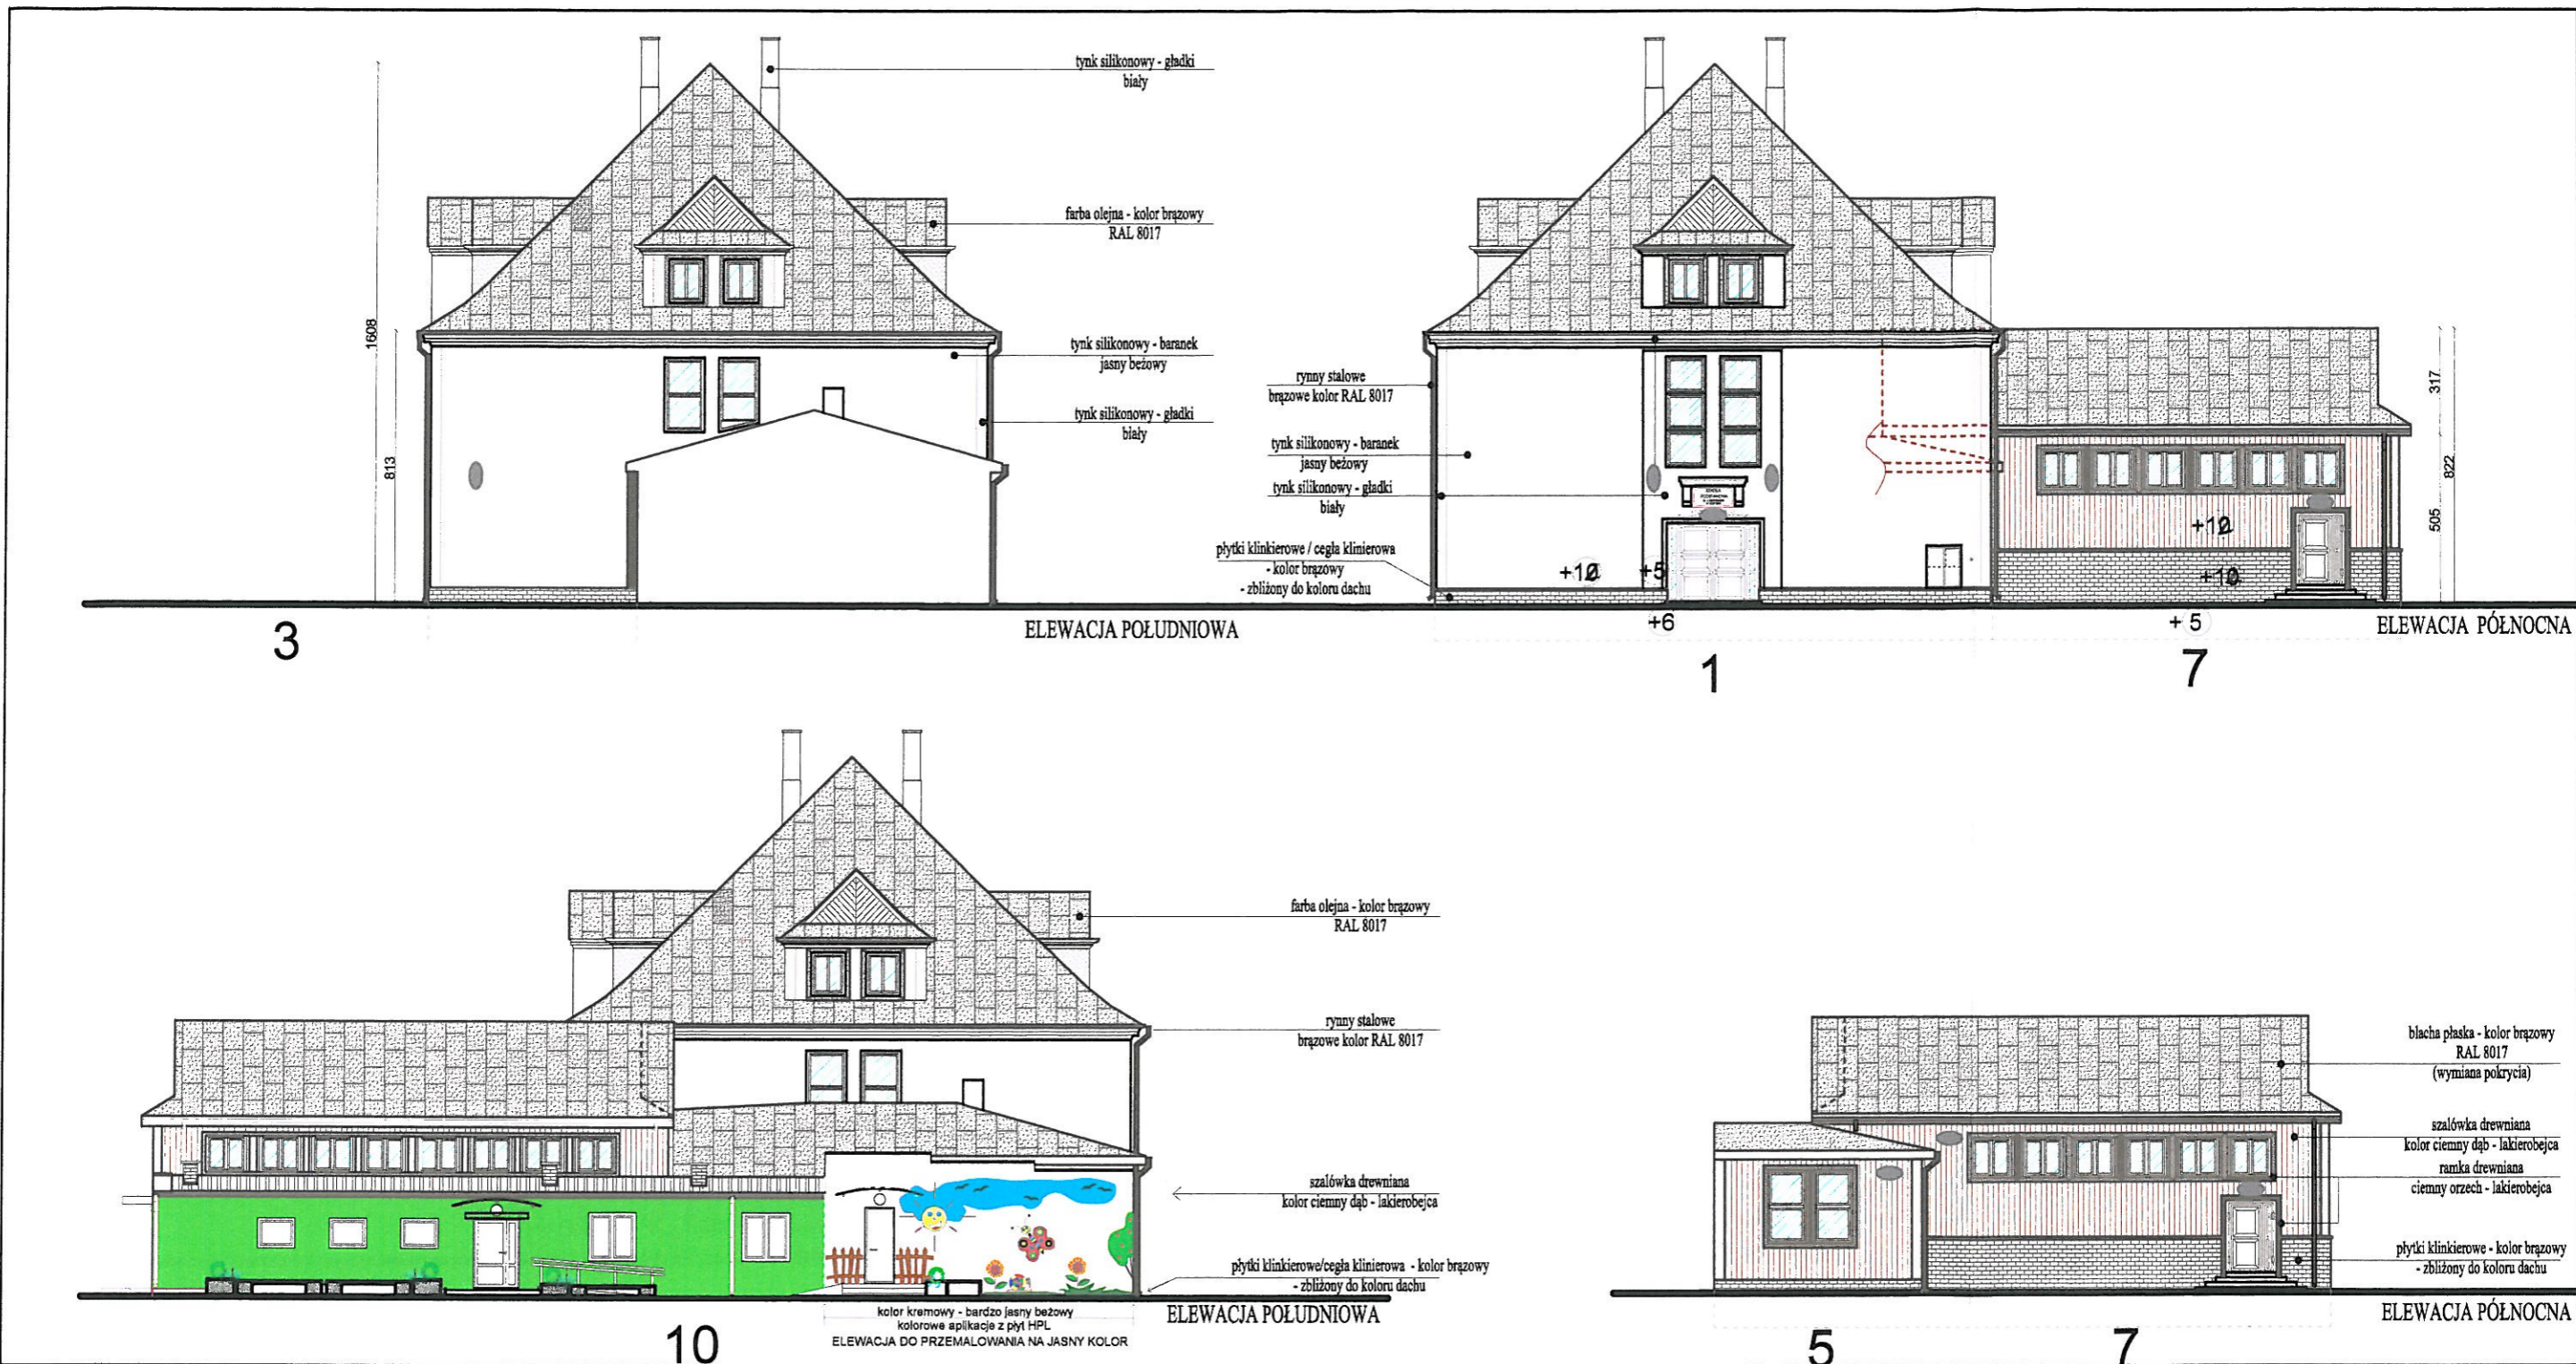 tynk silikonowy - gładki
biały
farba olejna - kolor brązowy
RAL 8017
tynk silikonowy - baranek
jasny beżowy
tynk silikonowy - gładki
biały
1608
813
3
ELEWACJA POŁUDNIOWA
rynny stalowe
brązowe kolor RAL 8017
tynk silikonowy - baranek
jasny beżowy
tynk silikonowy - gładki
biały
płytki klinkierowe / cegła klinierowa
- kolor brązowy
- zbliżony do koloru dachu
SZKOŁA
+5
+6
+ 5
317
822
505
1
7
ELEWACJA PÓŁNOCNA
farba olejna - kolor brązowy
RAL 8017
rynny stalowe
brązowe kolor RAL 8017
szalówka drewniana
kolor ciemny dąb - lakierobejca
płytki klinkierowe/cegła klinierowa - kolor brązowy
- zbliżony do koloru dachu
ELEWACJA POŁUDNIOWA
kolor kremowy - bardzo jasny beżowy
kolorowe aplikacje z płyt HPL
ELEWACJA DO PRZEMALOWANIA NA JASNY KOLOR
10
blacha płaska - kolor brązowy
RAL 8017
(wymiana pokrycia)
szalówka drewniana
kolor ciemny dąb - lakierobejca
ramka drewniana
ciemny orzech - lakierobejca
płytki klinkierowe - kolor brązowy
- zbliżony do koloru dachu
ELEWACJA PÓŁNOCNA
5
7